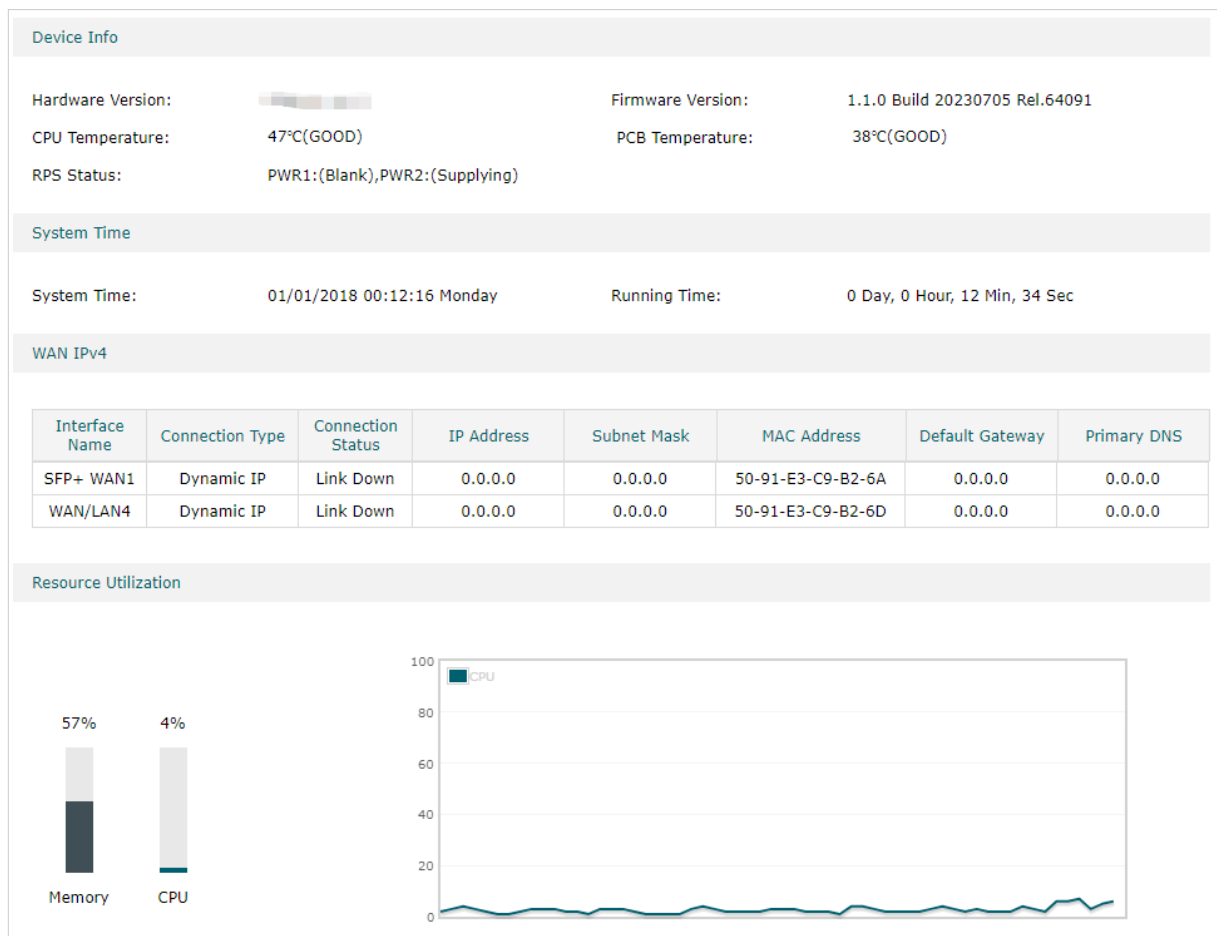 Device Info
Hardware Version:
Firmware Version: 1.1.0 Build 20230705 Rel.64091
CPU Temperature: 47℃(GOOD) PCB Temperature: 38℃(GOOD)
RPS Status: PWR1:(Blank),PWR2:(Supplying)
System Time
System Time: 01/01/2018 00:12:16 Monday Running Time: 0 Day, 0 Hour, 12 Min, 34 Sec
WAN IPv4
Interface Name Connection Type Connection Status IP Address Subnet Mask MAC Address Default Gateway Primary DNS
SFP+ WAN1 Dynamic IP Link Down 0.0.0.0 0.0.0.0 50-91-E3-C9-B2-6A 0.0.0.0 0.0.0.0
WAN/LAN4 Dynamic IP Link Down 0.0.0.0 0.0.0.0 50-91-E3-C9-B2-6D 0.0.0.0 0.0.0.0
Resource Utilization
57% 4%
Memory CPU
100
CPU
80
60
40
20
0